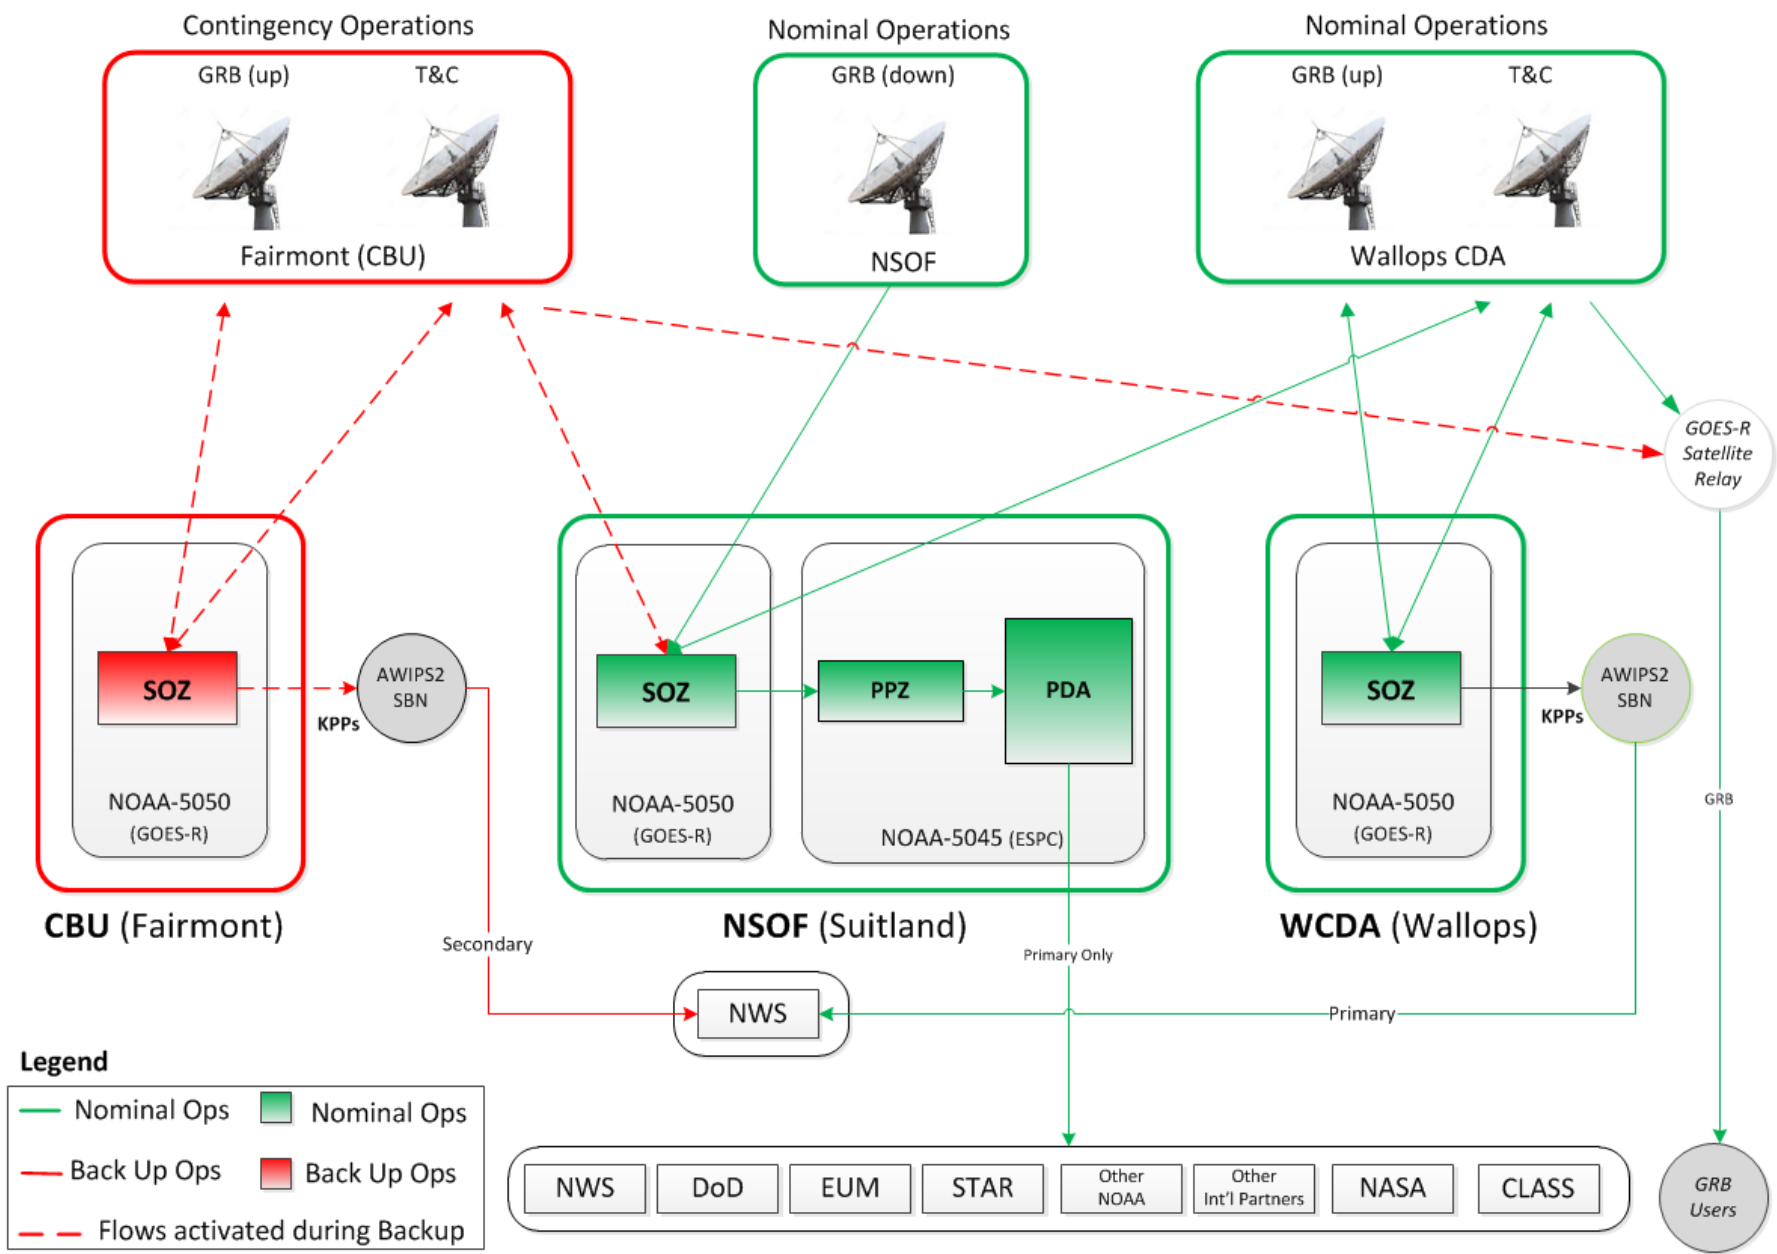 Contingency Operations
Nominal Operations
Nominal Operations
GRB (up)
T&C
GRB (down)
GRB (up)
T&C
Fairmont (CBU)
NSOF
Wallops CDA
GOES-R
Satellite
Relay
SOZ
KPPs
AWIPS2
SBN
SOZ
PPZ
PDA
SOZ
KPPs
AWIPS2
SBN
NOAA-5050
(GOES-R)
NOAA-5050
(GOES-R)
NOAA-5045 (ESPC)
NOAA-5050
(GOES-R)
GRB
CBU (Fairmont)
NSOF (Suitland)
WCDA (Wallops)
Secondary
Primary Only
NWS
Primary
Legend
Nominal Ops
Nominal Ops
Back Up Ops
Back Up Ops
Flows activated during Backup
NWS
DoD
EUM
STAR
Other
NOAA
Other
Int'l Partners
NASA
CLASS
GRB
Users